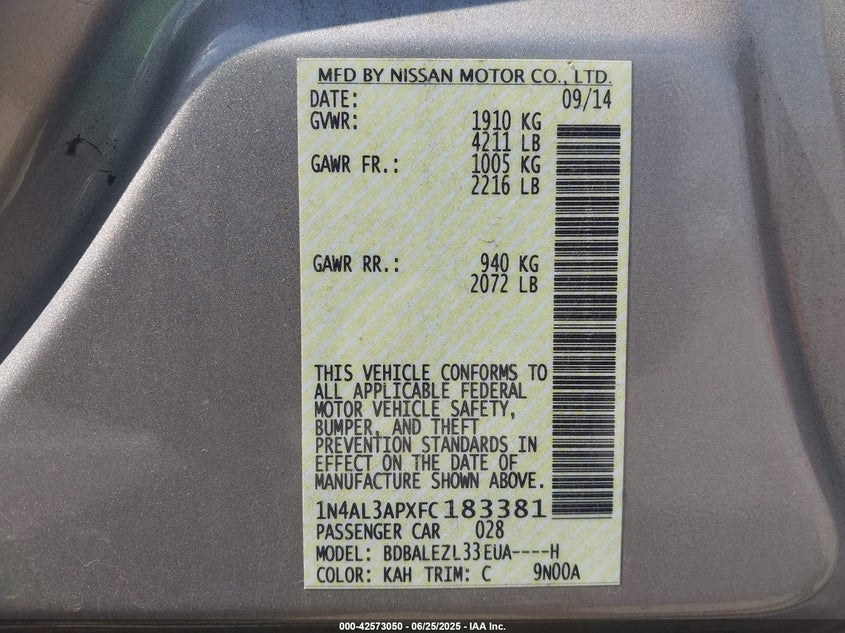 MFD BY NISSAN MOTOR CO., LTD.
DATE: 09/14
GVWR: 1910 KG
4211 LB
GAWR FR.: 1005 KG
2216 LB
GAWR RR.: 940 KG
2072 LB
THIS VEHICLE CONFORMS TO
ALL APPLICABLE FEDERAL
MOTOR VEHICLE SAFETY,
BUMPER, AND THEFT
PREVENTION STANDARDS IN
EFFECT ON THE DATE OF
MANUFACTURE SHOWN ABOVE.
1N4AL3APXFC183381
PASSENGER CAR 028
MODEL: BDBALEZL33EUA----H
COLOR: KAH TRIM: C 9N00A
000-42573050 - 06/25/2025 - IAA Inc.